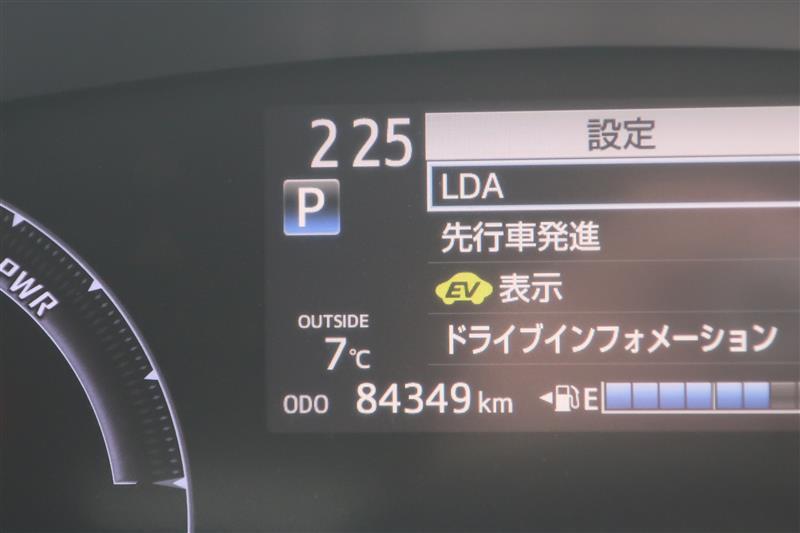 2 25
設定
P
LDA
先行車発進
EV 表示
PWR
OUTSIDE
7℃
ドライブインフォメーション
ODO 84349 km
E